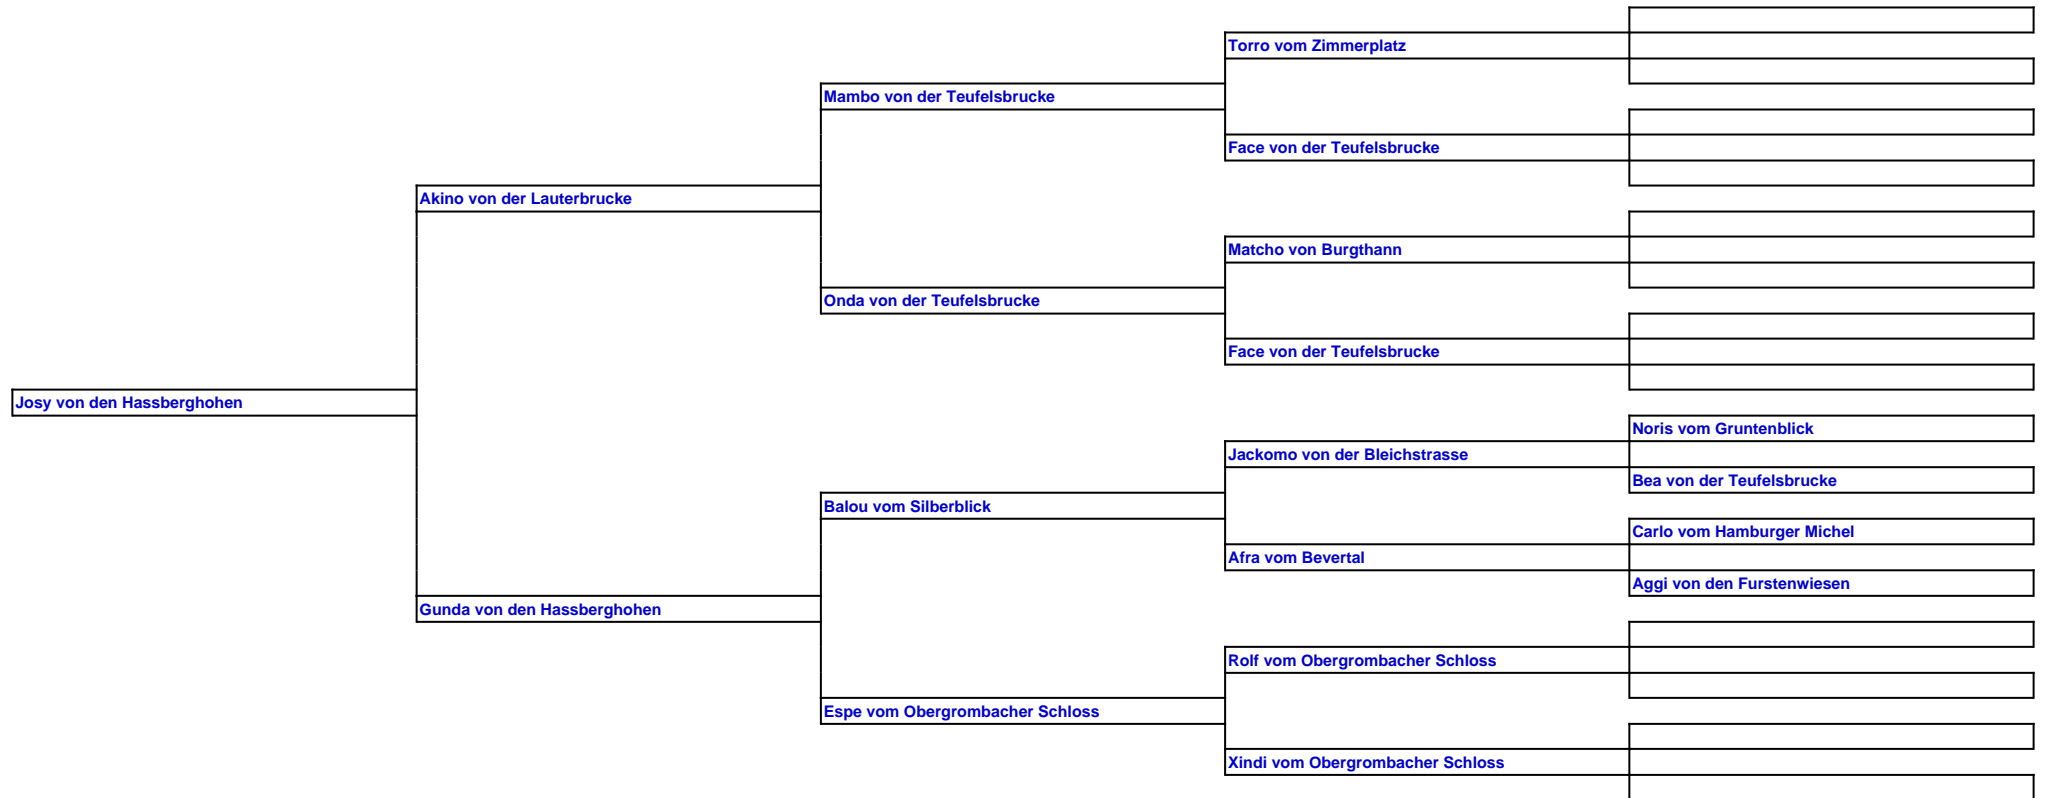 Torro vom Zimmerplatz
Mambo von der Teufelsbrucke
Face von der Teufelsbrucke
Akino von der Lauterbrucke
Matcho von Burgthann
Onda von der Teufelsbrucke
Face von der Teufelsbrucke
Josy von den Hassberghohen
Noris vom Gruntenblick
Jackomo von der Bleichstrasse
Bea von der Teufelsbrucke
Balou vom Silberblick
Carlo vom Hamburger Michel
Afra vom Bevertal
Aggi von den Furstenwiesen
Gunda von den Hassberghohen
Rolf vom Obergrombacher Schloss
Espe vom Obergrombacher Schloss
Xindi vom Obergrombacher Schloss